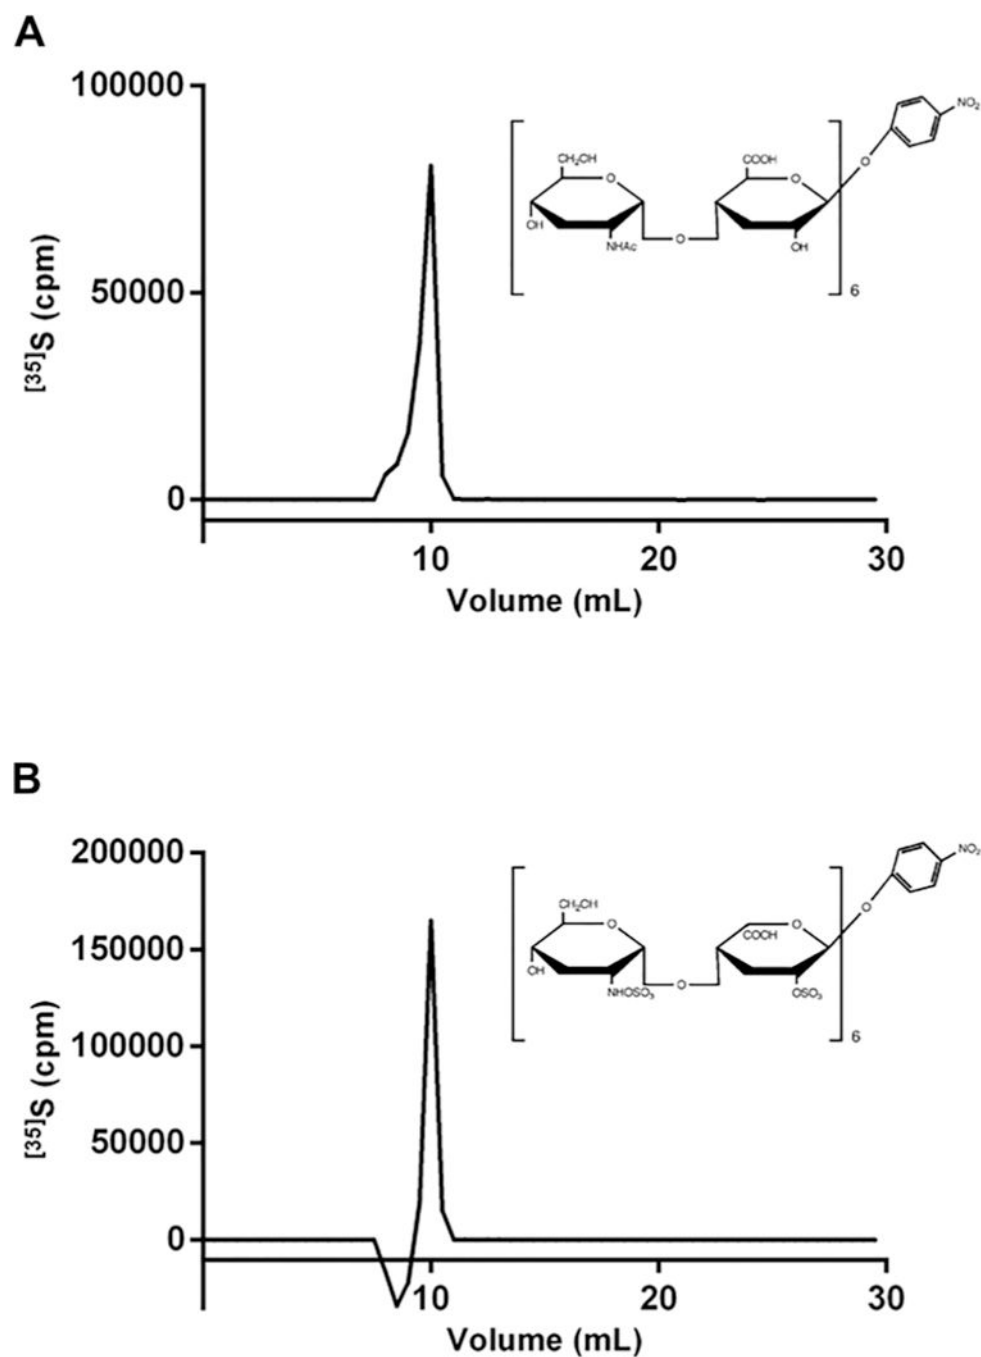 A
100000
50000
0
[³⁵]S (cpm)
10
20
30
Volume (mL)
CH₂OH
O
OH
NHAc
O
COOH
O
OH
O
NO₂
6
B
200000
150000
100000
50000
0
[³⁵]S (cpm)
10
20
30
Volume (mL)
CH₂OH
O
OH
NHOSO₃
O
COOH
O
OSO₃
O
NO₂
6